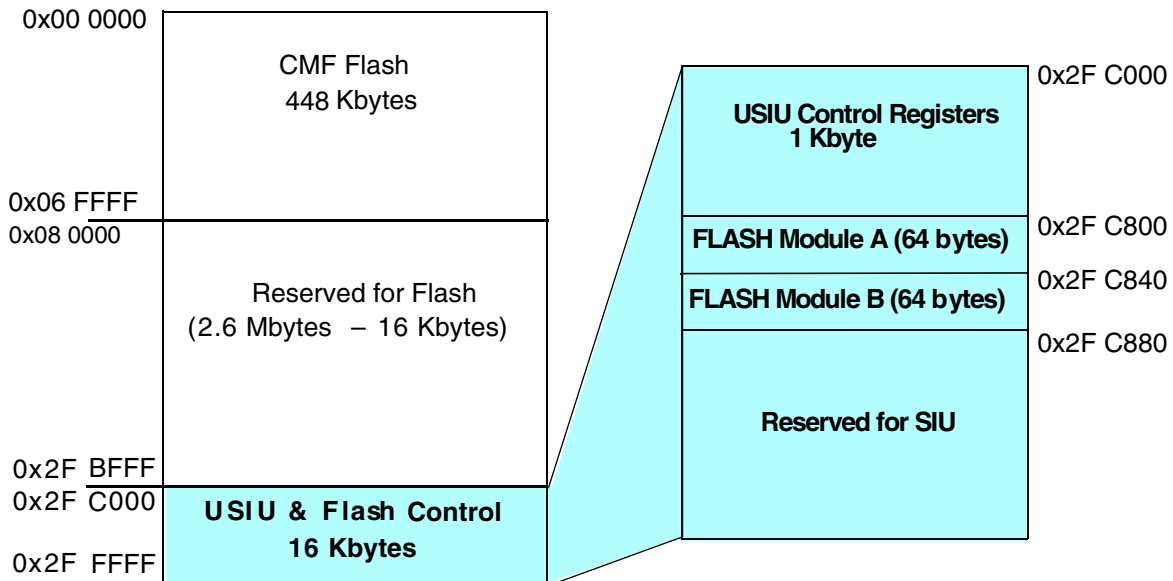 0x00 0000
CMF Flash
448 Kbytes
0x06 FFFF
0x08 0000
Reserved for Flash
(2.6 Mbytes – 16 Kbytes)
0x2F BFFF
0x2F C000
USIU & Flash Control
16 Kbytes
0x2F FFFF
0x2F C000
USIU Control Registers
1 Kbyte
0x2F C800
FLASH Module A (64 bytes)
0x2F C840
FLASH Module B (64 bytes)
0x2F C880
Reserved for SIU